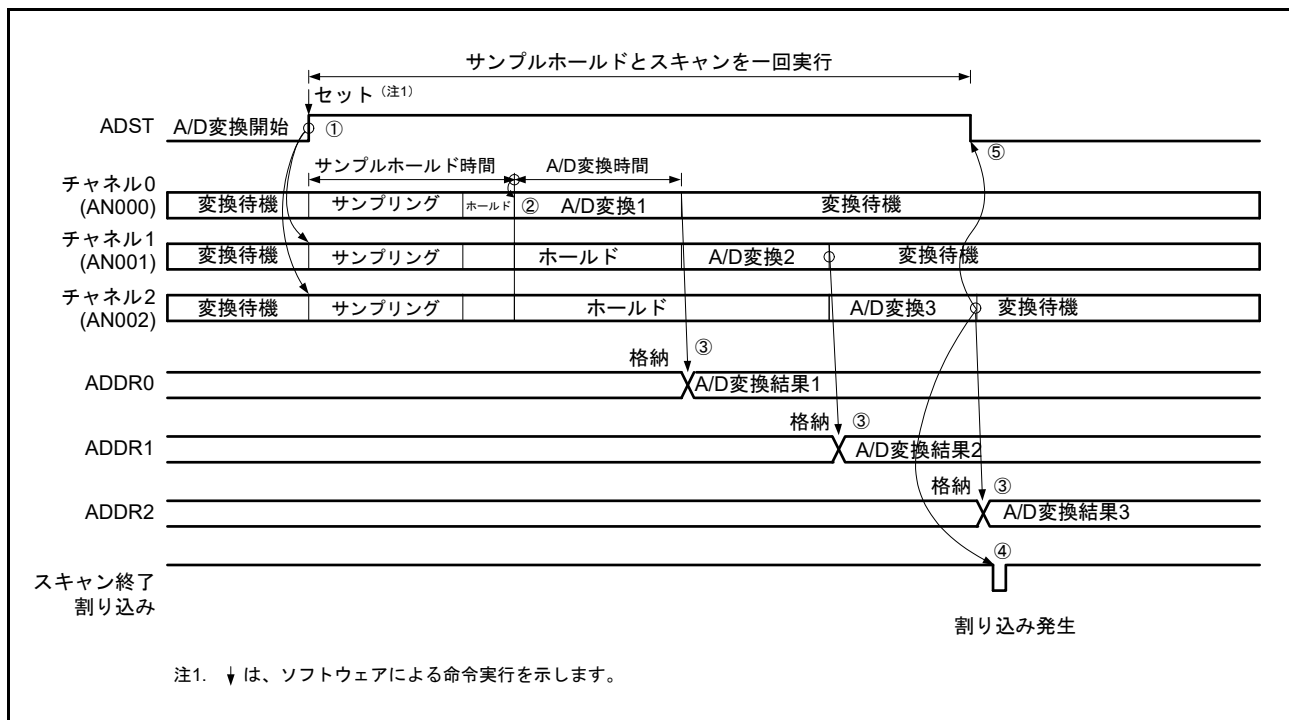 サンプルホールドとスキャンを一回実行
セット(注1)
ADST A/D変換開始 ①
⑤
サンプルホールド時間 A/D変換時間
チャネル0
(AN000) 変換待機 サンプリング ホールド ② A/D変換1 変換待機
チャネル1
(AN001) 変換待機 サンプリング ホールド A/D変換2 変換待機
チャネル2
(AN002) 変換待機 サンプリング ホールド A/D変換3 変換待機
格納 ③
ADDR0 A/D変換結果1
格納 ③
ADDR1 A/D変換結果2
格納 ③
ADDR2 A/D変換結果3
④
スキャン終了
割り込み
割り込み発生
注1. ↓は、ソフトウェアによる命令実行を示します。